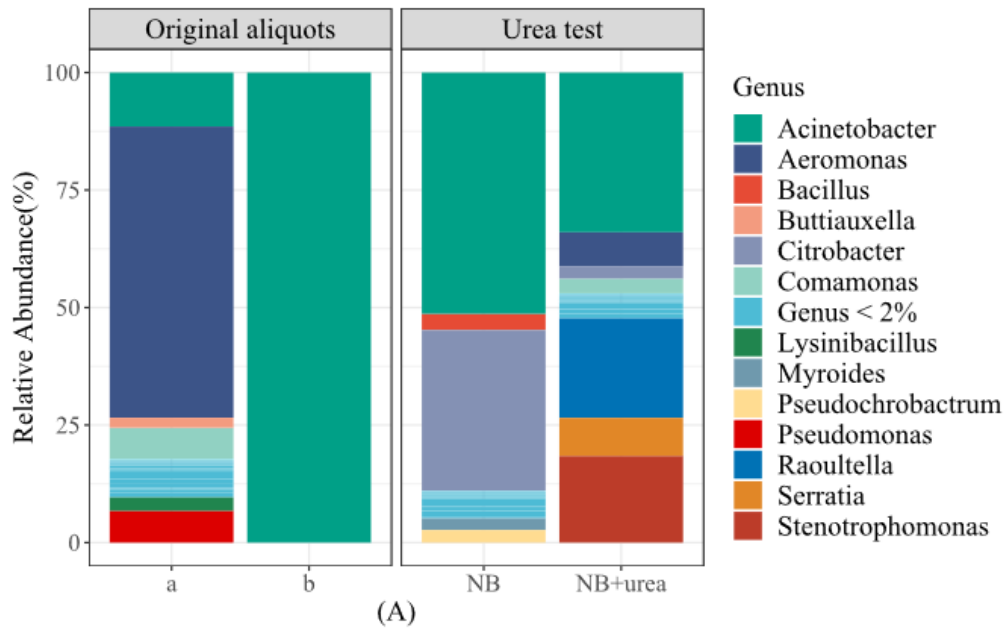 Original aliquots
Urea test
Relative Abundance(%)
100
75
50
25
0
a
b
NB
NB+urea
Genus
Acinetobacter
Aeromonas
Bacillus
Buttiauxella
Citrobacter
Comamonas
Genus < 2%
Lysinibacillus
Myroides
Pseudochrobactrum
Pseudomonas
Raoultella
Serratia
Stenotrophomonas
(A)